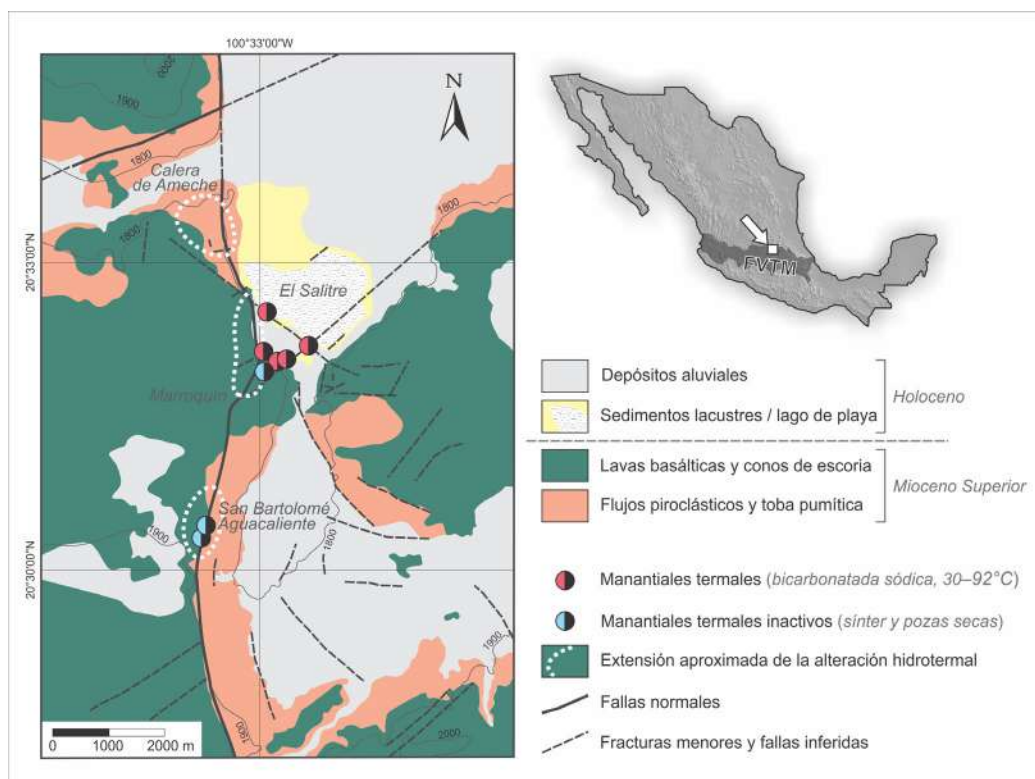 100°33'00"W
N
2000
1900
1800
Calera
de Ameche
1800
1800
20°33'00"N
El Salitre
Marroquín
San Bartolomé
Aguacaliente
1900
1800
20°30'00"N
1900
1900
2000
0 1000 2000 m
FVTM
Depósitos aluviales
Sedimentos lacustres / lago de playa
Holoceno
Lavas basálticas y conos de escoria
Flujos piroclásticos y toba pumítica
Mioceno Superior
Manantiales termales (bicarbonatada sódica, 30–92°C)
Manantiales termales inactivos (sínter y pozas secas)
Extensión aproximada de la alteración hidrotermal
Fallas normales
Fracturas menores y fallas inferidas